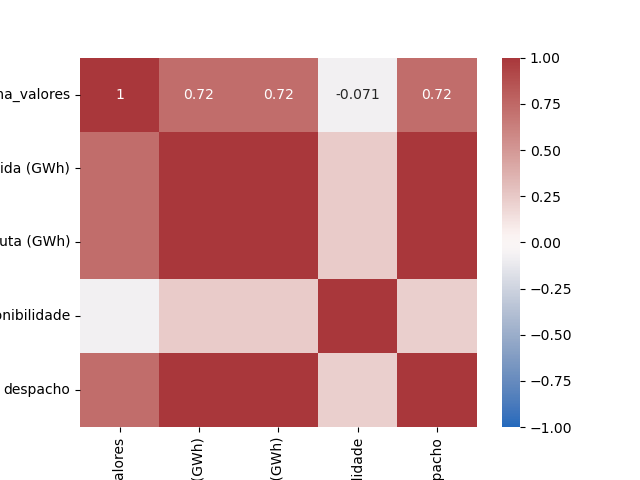 na_valores 1 0.72 0.72 -0.071 0.72
ida (GWh)
uta (GWh)
onibilidade
despacho
alores
(GWh)
(GWh)
lidade
pacho
1.00
0.75
0.50
0.25
0.00
−0.25
−0.50
−0.75
−1.00